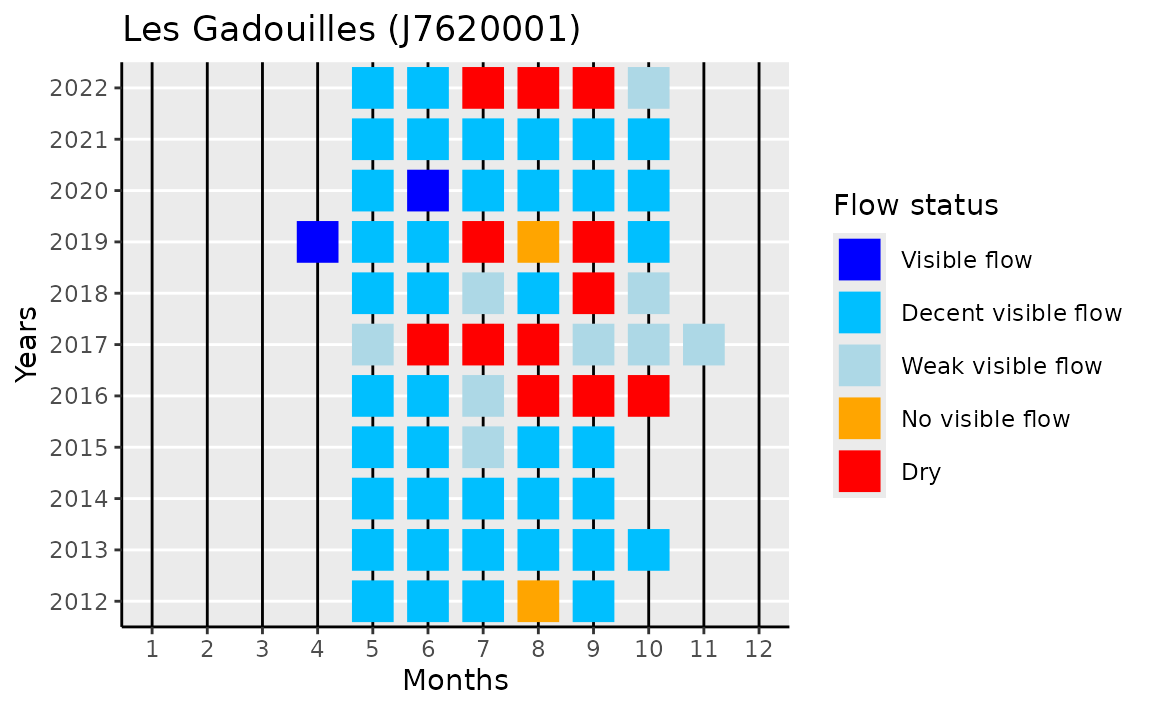 Les Gadouilles (J7620001)
Years
2022
2021
2020
2019
2018
2017
2016
2015
2014
2013
2012
1 2 3 4 5 6 7 8 9 10 11 12
Months
Flow status
Visible flow
Decent visible flow
Weak visible flow
No visible flow
Dry